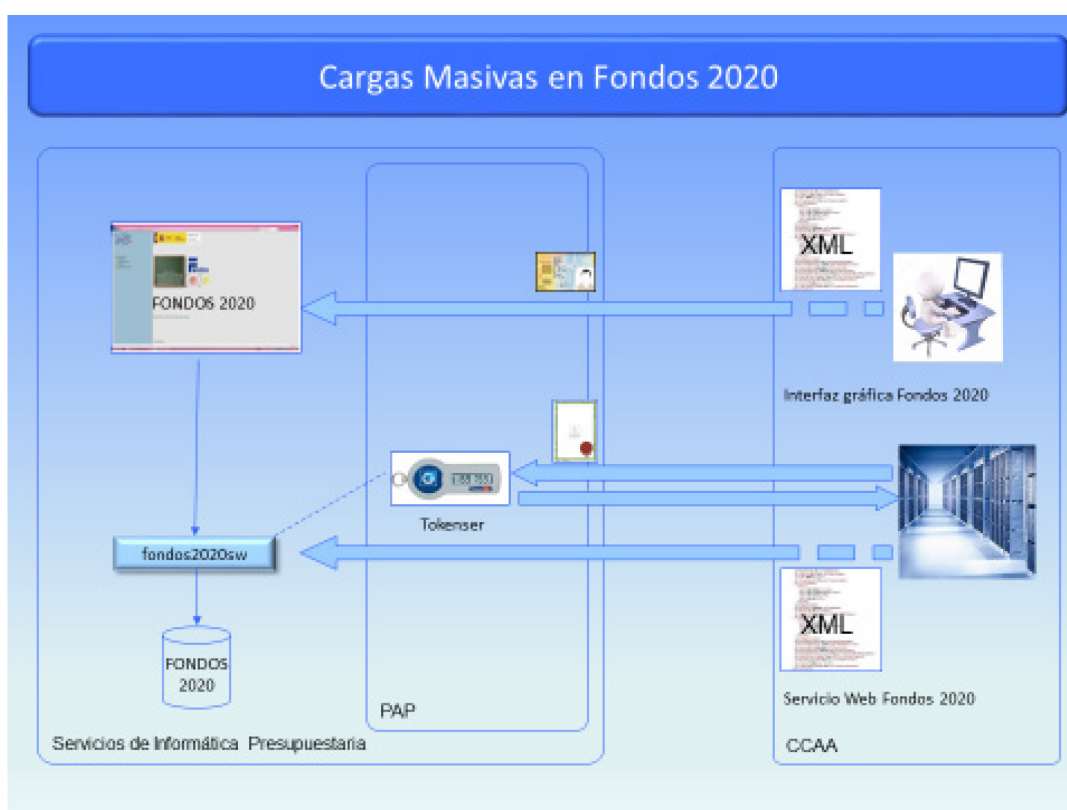 Cargas Masivas en Fondos 2020
XML
FONDOS 2020
Interfaz gráfica Fondos 2020
Tokenser
fondos2020sw
XML
FONDOS
2020
Servicio Web Fondos 2020
PAP
Servicios de Informática Presupuestaria
CCAA